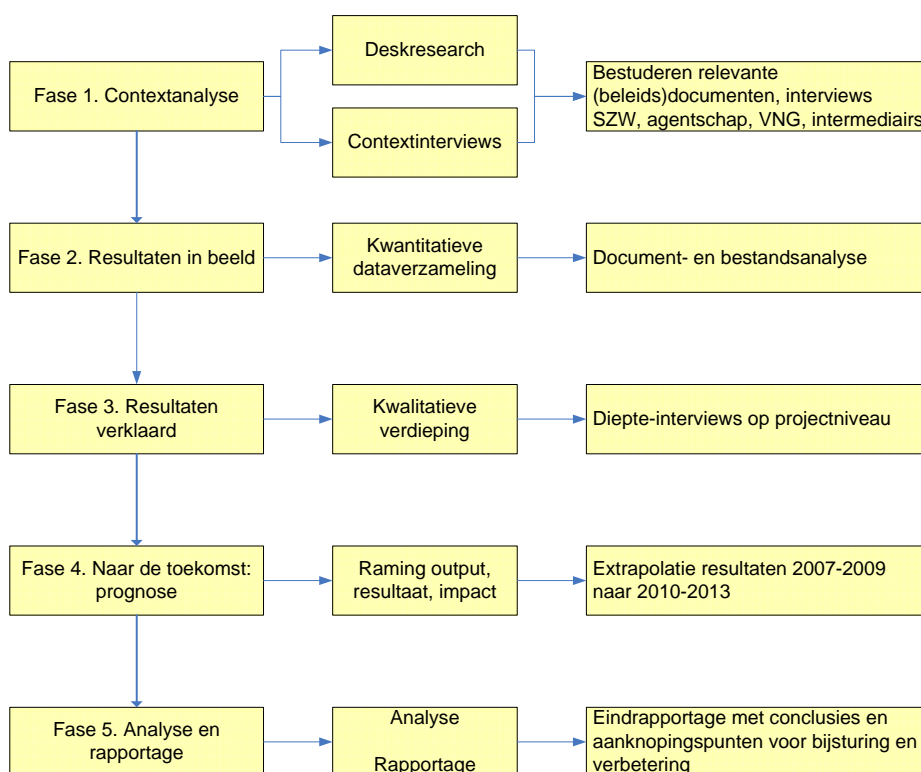 Fase 1. Contextanalyse
Deskresearch
Contextinterviews
Bestuderen relevante
(beleids)documenten, interviews
SZW, agentschap, VNG, intermediairs
Fase 2. Resultaten in beeld
Kwantitatieve
dataverzameling
Document- en bestandsanalyse
Fase 3. Resultaten
verklaard
Kwalitatieve
verdieping
Diepte-interviews op projectniveau
Fase 4. Naar de toekomst:
prognose
Raming output,
resultaat, impact
Extrapolatie resultaten 2007-2009
naar 2010-2013
Fase 5. Analyse en
rapportage
Analyse
Rapportage
Eindrapportage met conclusies en
aanknopingspunten voor bijsturing en
verbetering